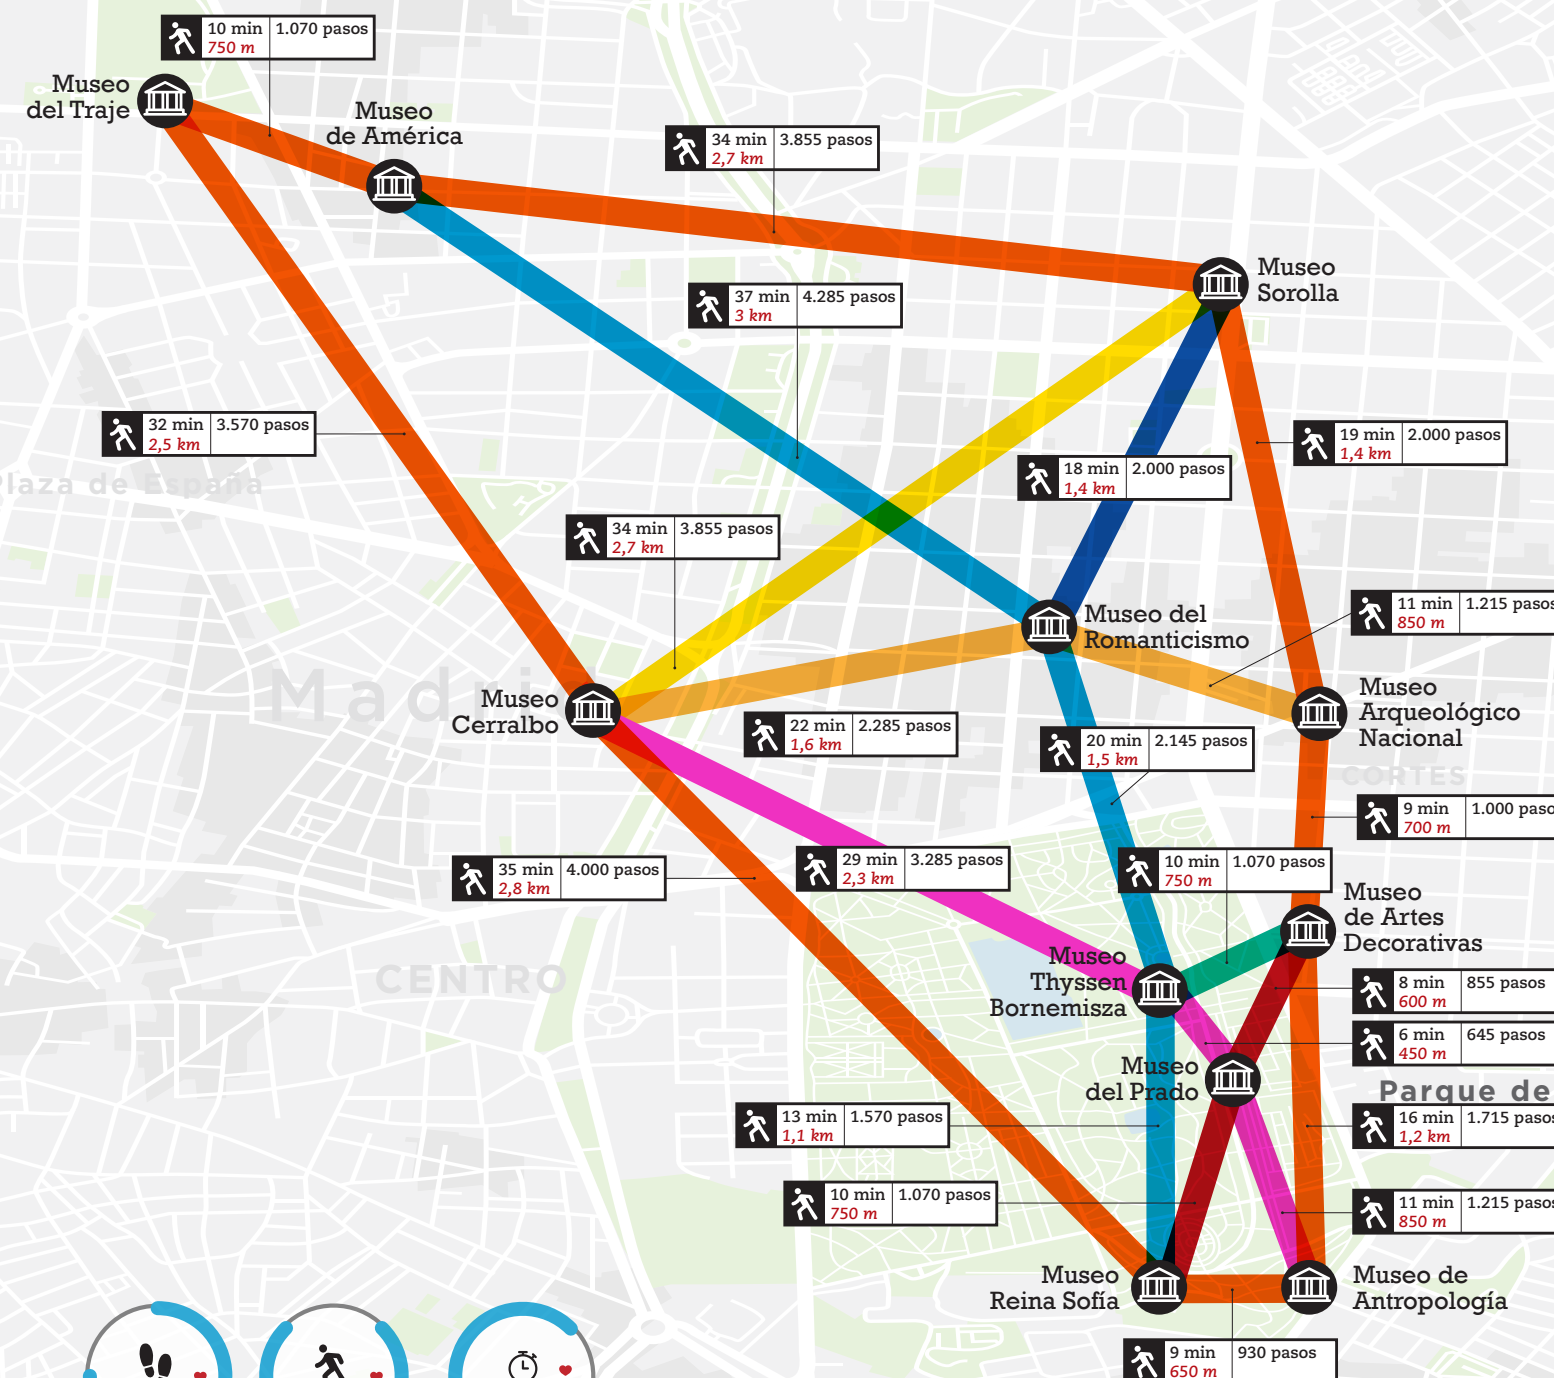 10 min
750 m
1.070 pasos
Museo
del Traje
Museo
de América
34 min
2,7 km
3.855 pasos
Museo
Sorolla
37 min
3 km
4.285 pasos
32 min
2,5 km
3.570 pasos
19 min
1,4 km
2.000 pasos
18 min
1,4 km
2.000 pasos
Plaza de España
34 min
2,7 km
3.855 pasos
11 min
850 m
1.215 pasos
Museo del
Romanticismo
Madrid
Museo
Cerralbo
Museo
Arqueológico
Nacional
22 min
1,6 km
2.285 pasos
20 min
1,5 km
2.145 pasos
CORTES
9 min
700 m
1.000 paso
29 min
2,3 km
3.285 pasos
10 min
750 m
1.070 pasos
35 min
2,8 km
4.000 pasos
Museo
de Artes
Decorativas
CENTRO
Museo
Thyssen
Bornemisza
8 min
600 m
855 pasos
6 min
450 m
645 pasos
Museo
del Prado
Parque de
13 min
1,1 km
1.570 pasos
16 min
1,2 km
1.715 pasos
10 min
750 m
1.070 pasos
11 min
850 m
1.215 pasos
Museo
Reina Sofía
Museo de
Antropología
9 min
650 m
930 pasos